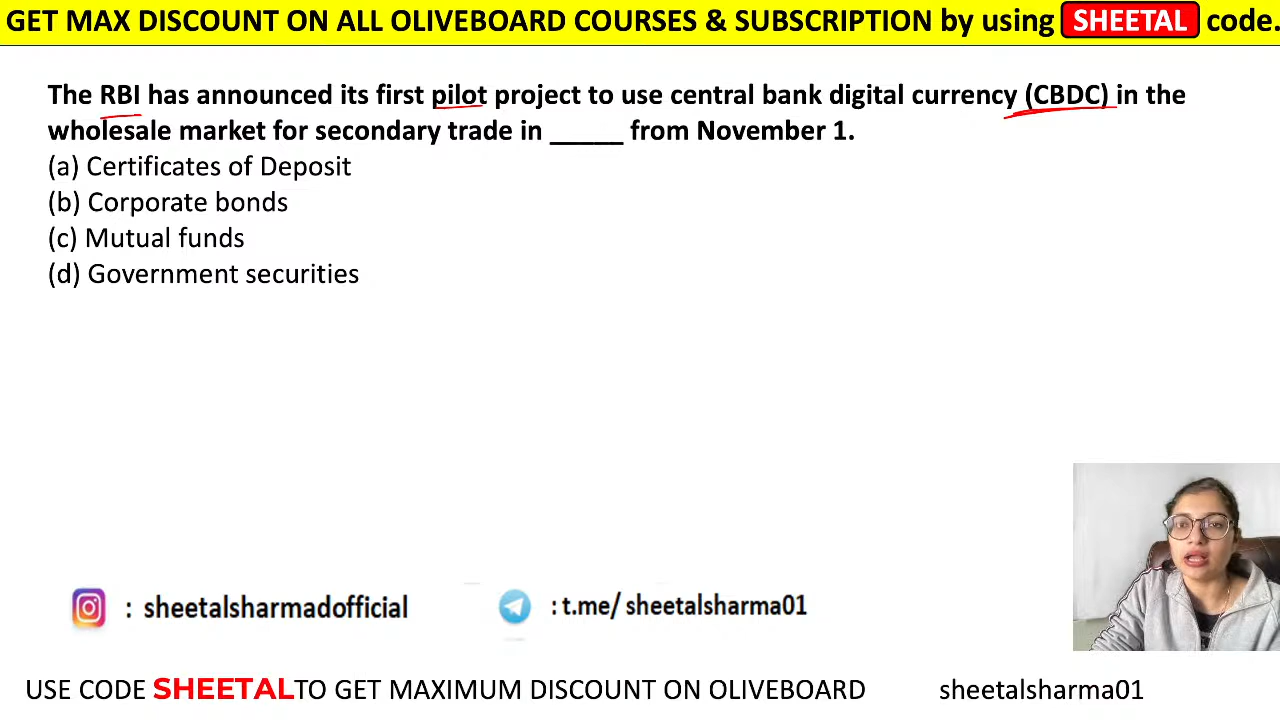 GET MAX DISCOUNT ON ALL OLIVEBOARD COURSES & SUBSCRIPTION by using SHEETAL code.
The RBI has announced its first pilot project to use central bank digital currency (CBDC) in the
wholesale market for secondary trade in _____ from November 1.
(a) Certificates of Deposit
(b) Corporate bonds
(c) Mutual funds
(d) Government securities
: sheetalsharmadofficial
: t.me/ sheetalsharma01
USE CODE SHEETALTO GET MAXIMUM DISCOUNT ON OLIVEBOARD
sheetalsharma01